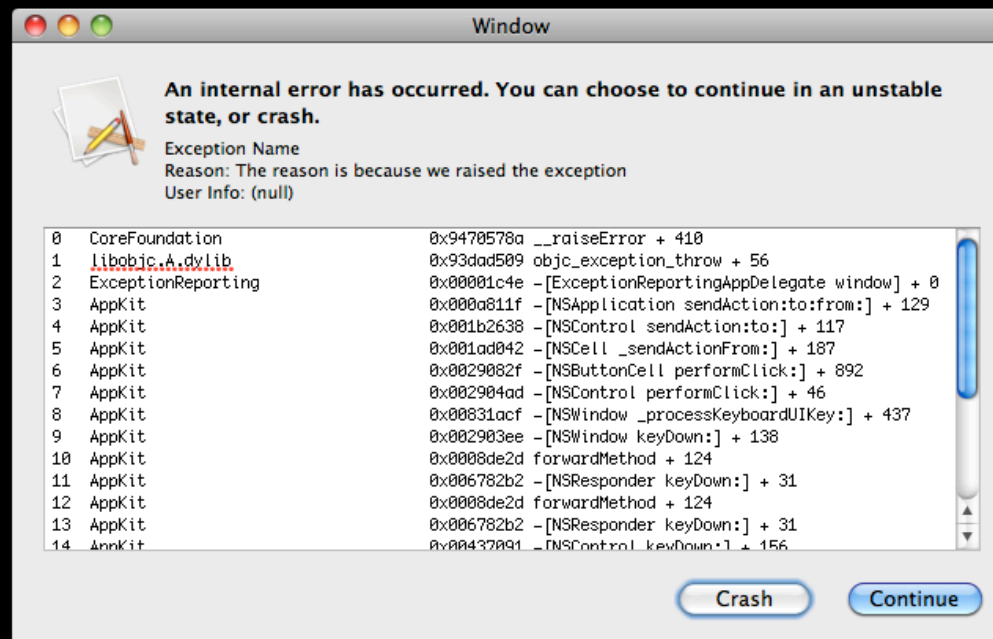 Window
An internal error has occurred. You can choose to continue in an unstable
state, or crash.
Exception Name
Reason: The reason is because we raised the exception
User Info: (null)
0 CoreFoundation 0x9470578a __raiseError + 410
1 libobjc.A.dylib 0x93dad509 objc_exception_throw + 56
2 ExceptionReporting 0x00001c4e -[ExceptionReportingAppDelegate window] + 0
3 AppKit 0x000a811f -[NSApplication sendAction:to:from:] + 129
4 AppKit 0x001b2638 -[NSControl sendAction:to:] + 117
5 AppKit 0x001ad042 -[NSCell _sendActionFrom:] + 187
6 AppKit 0x0029082f -[NSButtonCell performClick:] + 892
7 AppKit 0x002904ad -[NSControl performClick:] + 46
8 AppKit 0x00831acf -[NSWindow _processKeyboardUIKey:] + 437
9 AppKit 0x002903ee -[NSWindow keyDown:] + 138
10 AppKit 0x0008de2d forwardMethod + 124
11 AppKit 0x006782b2 -[NSResponder keyDown:] + 31
12 AppKit 0x0008de2d forwardMethod + 124
13 AppKit 0x006782b2 -[NSResponder keyDown:] + 31
14 AppKit 0x00437091 -[NSControl keyDown:] + 156
Crash Continue